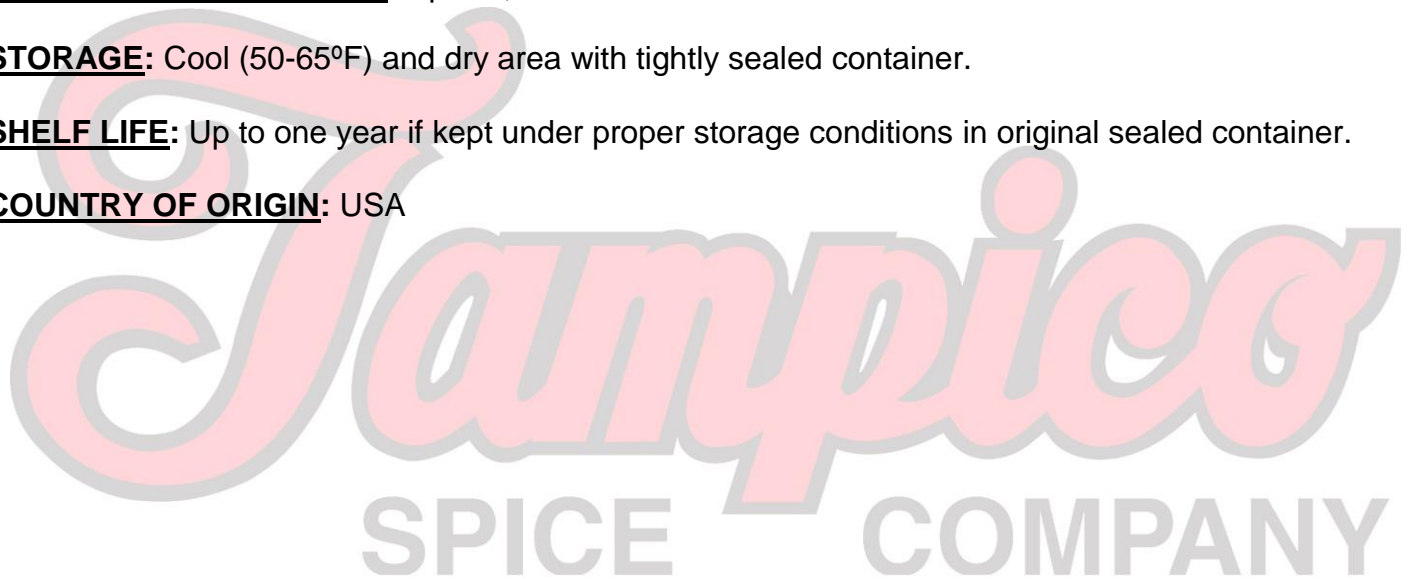 STORAGE: Cool (50-65ºF) and dry area with tightly sealed container.
SHELF LIFE: Up to one year if kept under proper storage conditions in original sealed container.
COUNTRY OF ORIGIN: USA
Tampico
SPICE COMPANY